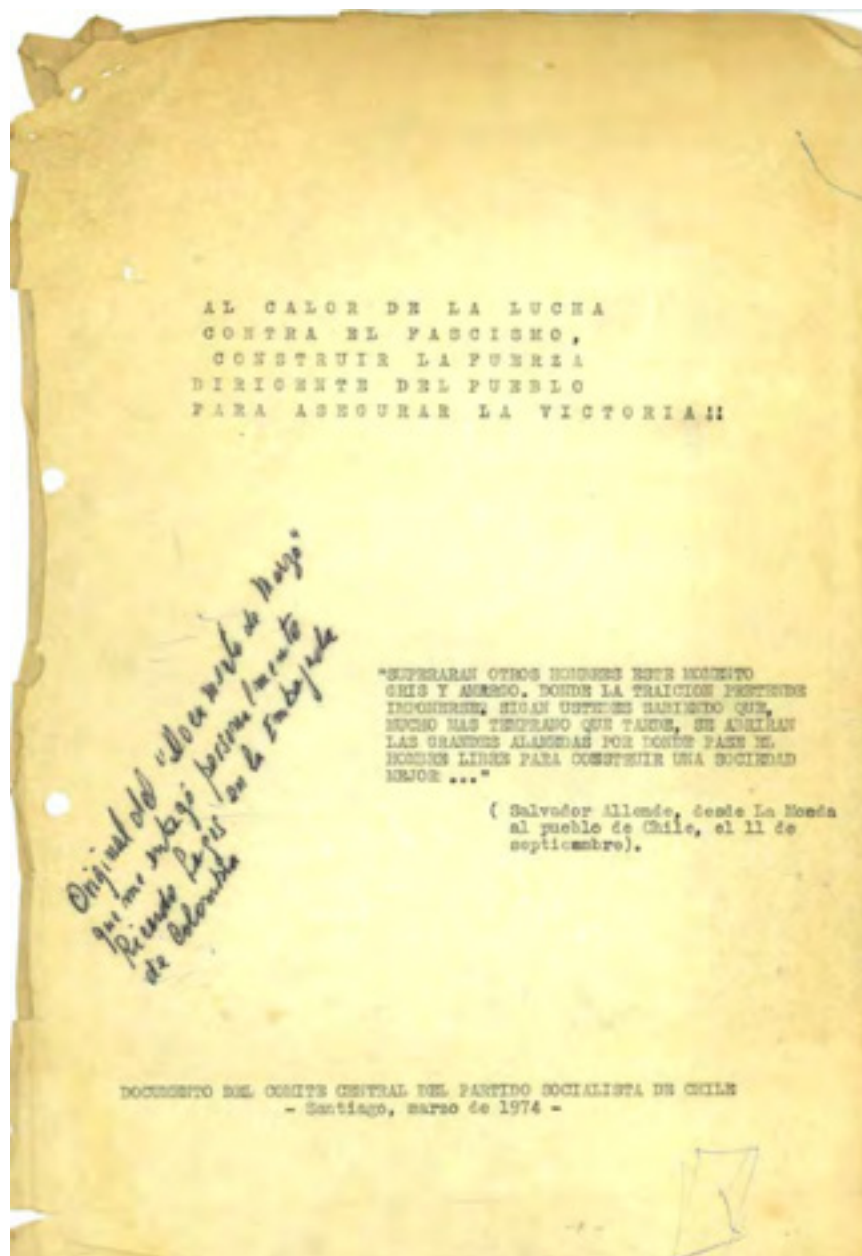 AL CALOR DE LA LUCHA
CONTRA EL FASCISMO,
CONSTRUIR LA FUERZA
DIRIGENTE DEL PUEBLO
PARA ASEGURAR LA VICTORIA!!
Original del "Documento de Marzo"
que me entregó personalmente
Ricardo Lagos en la Embajada
de Colombia
"SUPERARAN OTROS HOMBRES ESTE MOMENTO
GRIS Y AMARGO. DONDE LA TRAICION PRETENDE
IMPONERSE, SIGAN USTEDES SABIENDO QUE,
MUCHO MAS TEMPRANO QUE TARDE, SE ABRIRAN
LAS GRANDES ALAMEDAS POR DONDE PASE EL
HOMBRE LIBRE PARA CONSTRUIR UNA SOCIEDAD
MEJOR ..."
( Salvador Allende, desde La Moneda
al pueblo de Chile, el 11 de
septiembre).
DOCUMENTO DEL COMITE CENTRAL DEL PARTIDO SOCIALISTA DE CHILE
- Santiago, marzo de 1974 -